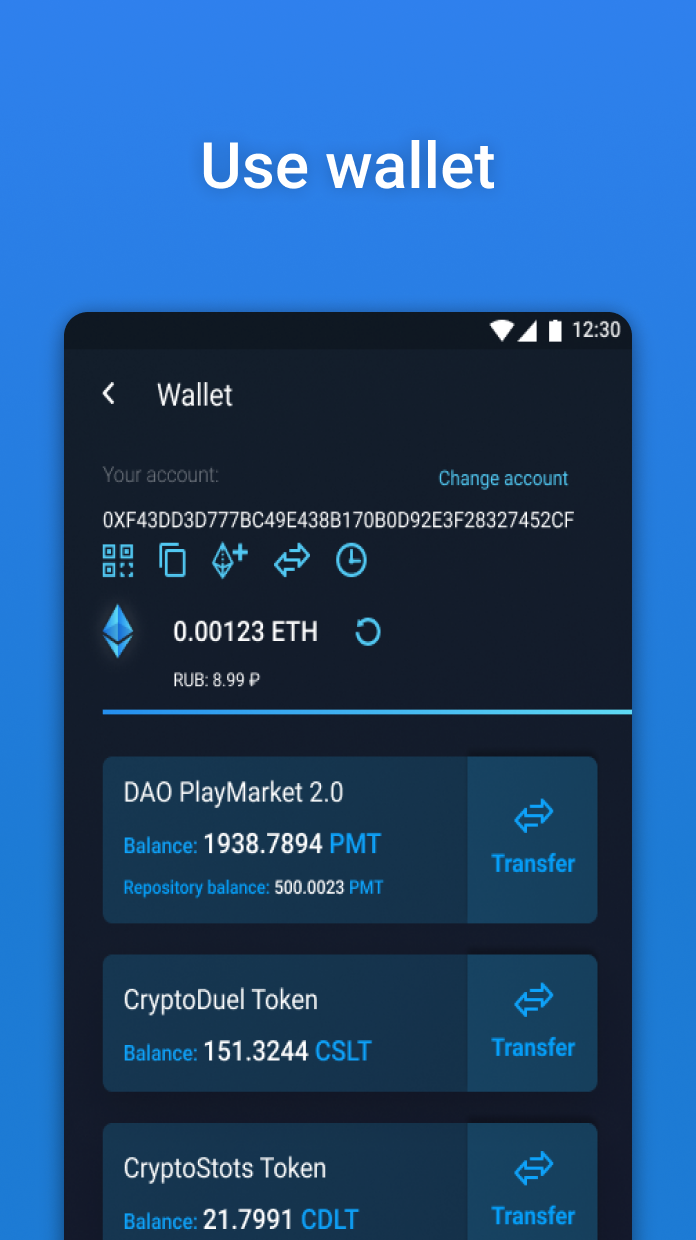 Use wallet
12:30
Wallet
Your account:
Change account
0XF43DD3D777BC49E438B170B0D92E3F28327452CF
0.00123 ETH
RUB: 8.99 ₽
DAO PlayMarket 2.0
Balance: 1938.7894 PMT
Repository balance: 500.0023 PMT
Transfer
CryptoDuel Token
Balance: 151.3244 CSLT
Transfer
CryptoStots Token
Balance: 21.7991 CDLT
Transfer